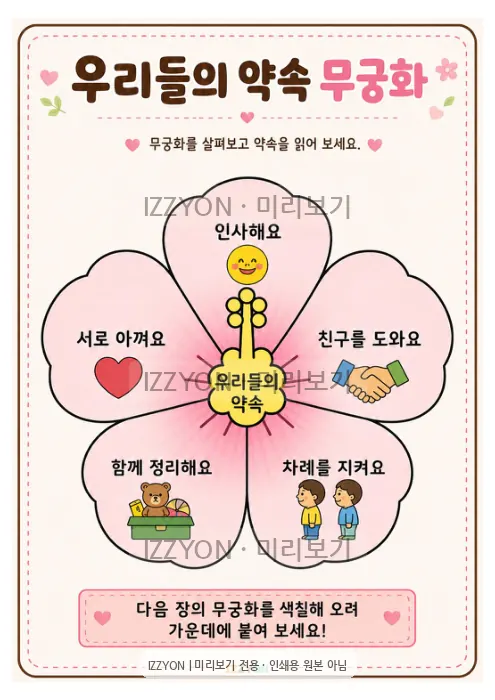 우리들의 약속 무궁화
무궁화를 살펴보고 약속을 읽어 보세요.
IZZYON · 미리보기
인사해요
서로 아껴요
친구를 도와요
IZZYON · 미리보기
우리들의
약속
함께 정리해요
차례를 지켜요
IZZYON · 미리보기
다음 장의 무궁화를 색칠해 오려
가운데에 붙여 보세요!
IZZYON | 미리보기 전용 · 인쇄용 원본 아님